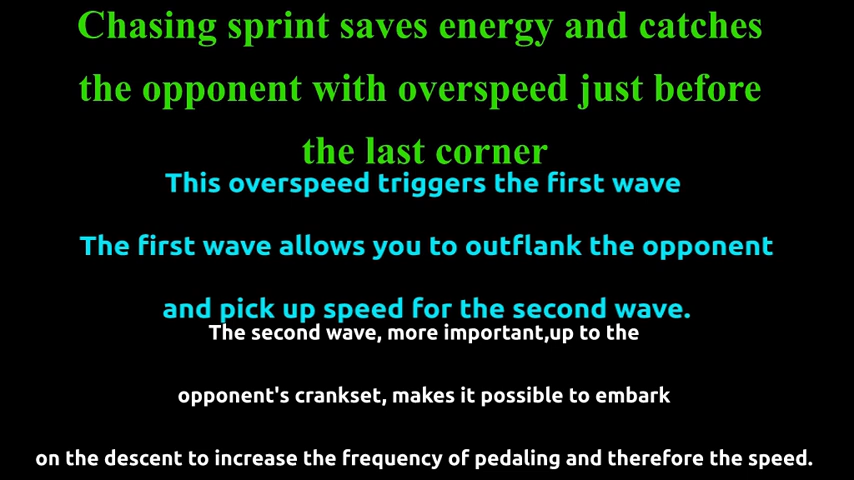 Chasing sprint saves energy and catches
the opponent with overspeed just before
the last corner
This overspeed triggers the first wave
The first wave allows you to outflank the opponent
and pick up speed for the second wave.
The second wave, more important,up to the
opponent's crankset, makes it possible to embark
on the descent to increase the frequency of pedaling and therefore the speed.